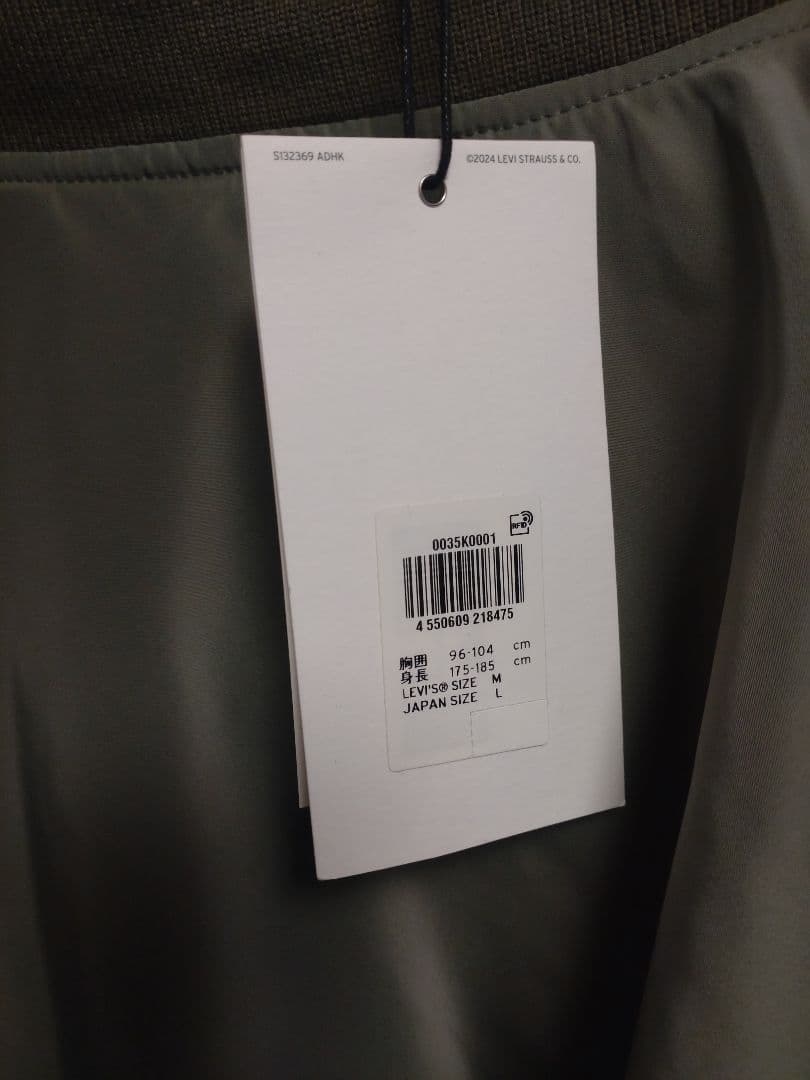 S132369 ADHK
©2024 LEVI STRAUSS & CO.
RFID
0035K0001
4 550609 218475
胸囲 96-104 cm
身長 175-185 cm
LEVI'S® SIZE M
JAPAN SIZE L